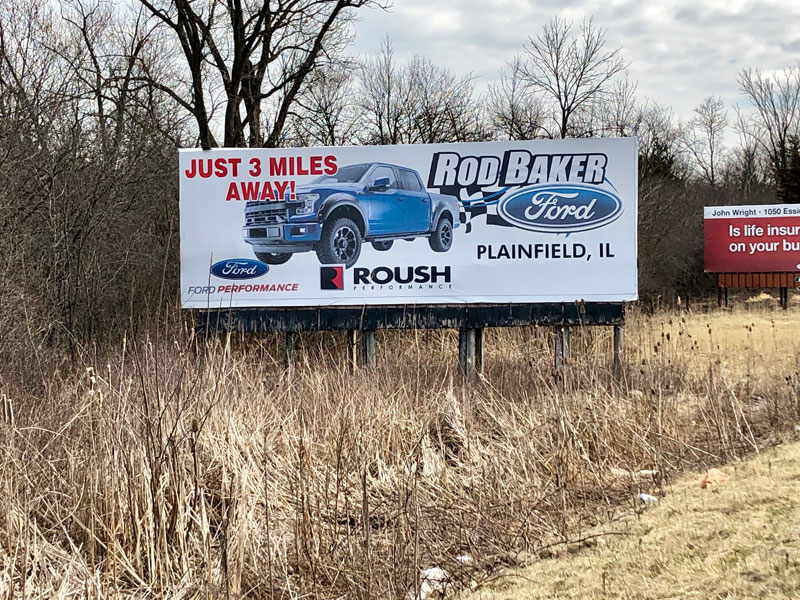 JUST 3 MILES
AWAY!
ROD BAKER
Ford
PLAINFIELD, IL
Ford
FORD PERFORMANCE
R ROUSH
PERFORMANCE
John Wright · 1050 Essi
Is life insur
on your bu